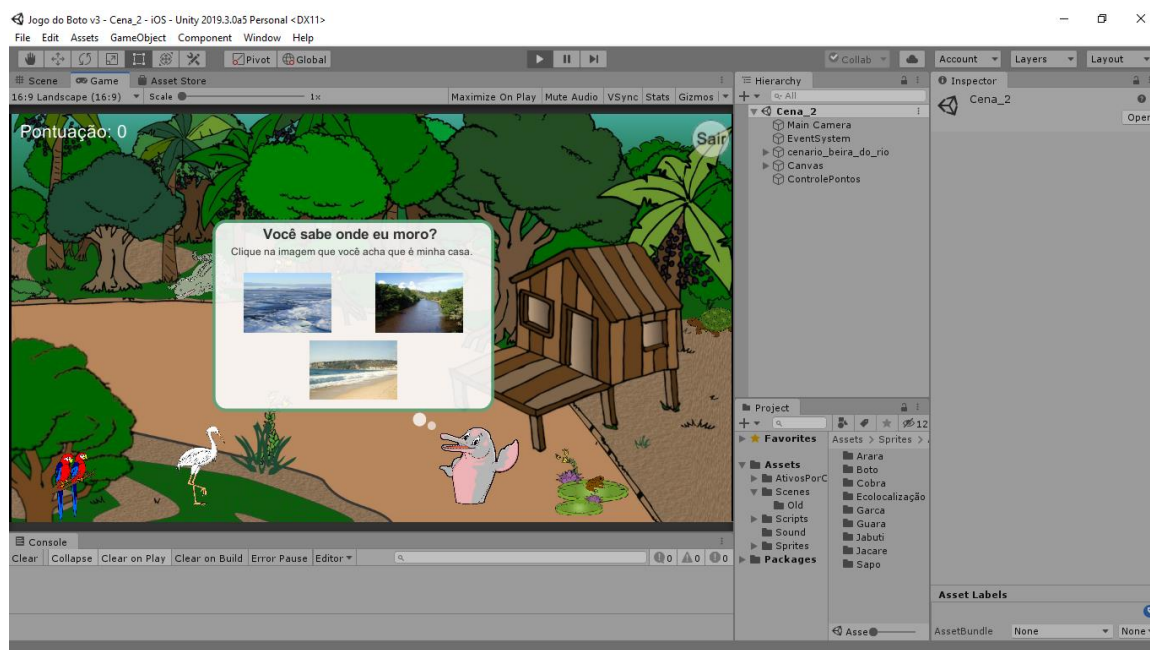 Jogo do Boto v3 - Cena_2 - iOS - Unity 2019.3.0a5 Personal <DX11>
File Edit Assets GameObject Component Window Help
Pivot Global
Collab Account Layers Layout
Scene Game Asset Store
16:9 Landscape (16:9) Scale 1x Maximize On Play Mute Audio VSync Stats Gizmos
Pontuação: 0
Sair
Você sabe onde eu moro?
Clique na imagem que você acha que é minha casa.
Hierarchy
All
Cena_2
Main Camera
EventSystem
cenario_beira_do_rio
Canvas
ControlePontos
Inspector
Cena_2
Open
Project
12
Favorites
Assets
AtivosPorC
Scenes
Old
Scripts
Sound
Sprites
Packages
Assets > Sprites >
Arara
Boto
Cobra
Ecolocalização
Garca
Guara
Jabuti
Jacare
Sapo
Asse
Console
Clear Collapse Clear on Play Clear on Build Error Pause Editor 0 0 0
Asset Labels
AssetBundle None None